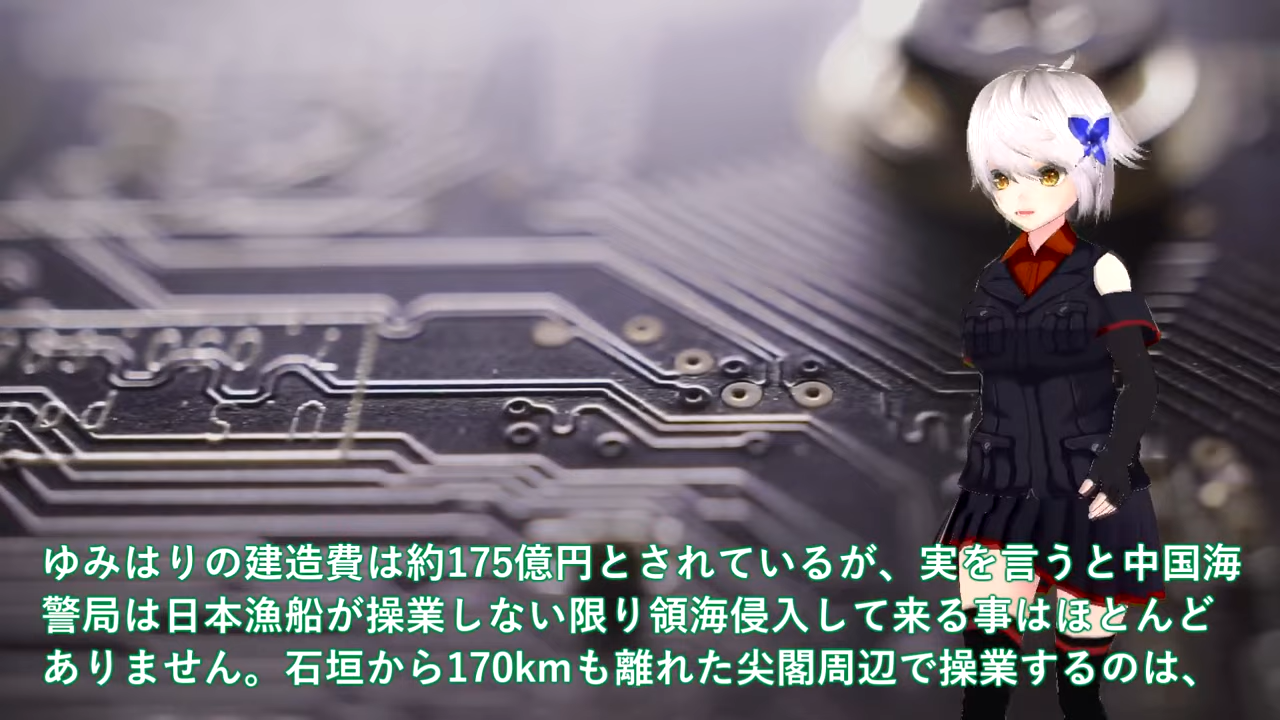 ゆみはりの建造費は約175億円とされているが、実を言うと中国海
警局は日本漁船が操業しない限り領海侵入して来る事はほとんど
ありません。石垣から170kmも離れた尖閣周辺で操業するのは、